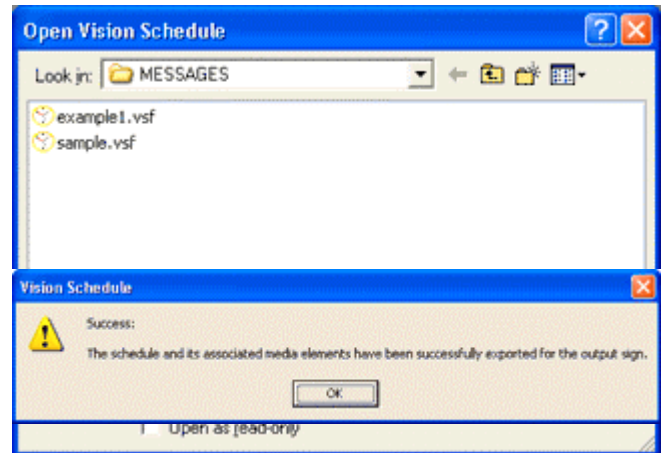 Open Vision Schedule
Look in: MESSAGES
example1.vsf
sample.vsf
Vision Schedule
Success:
The schedule and its associated media elements have been successfully exported for the output sign.
OK
Open as read-only